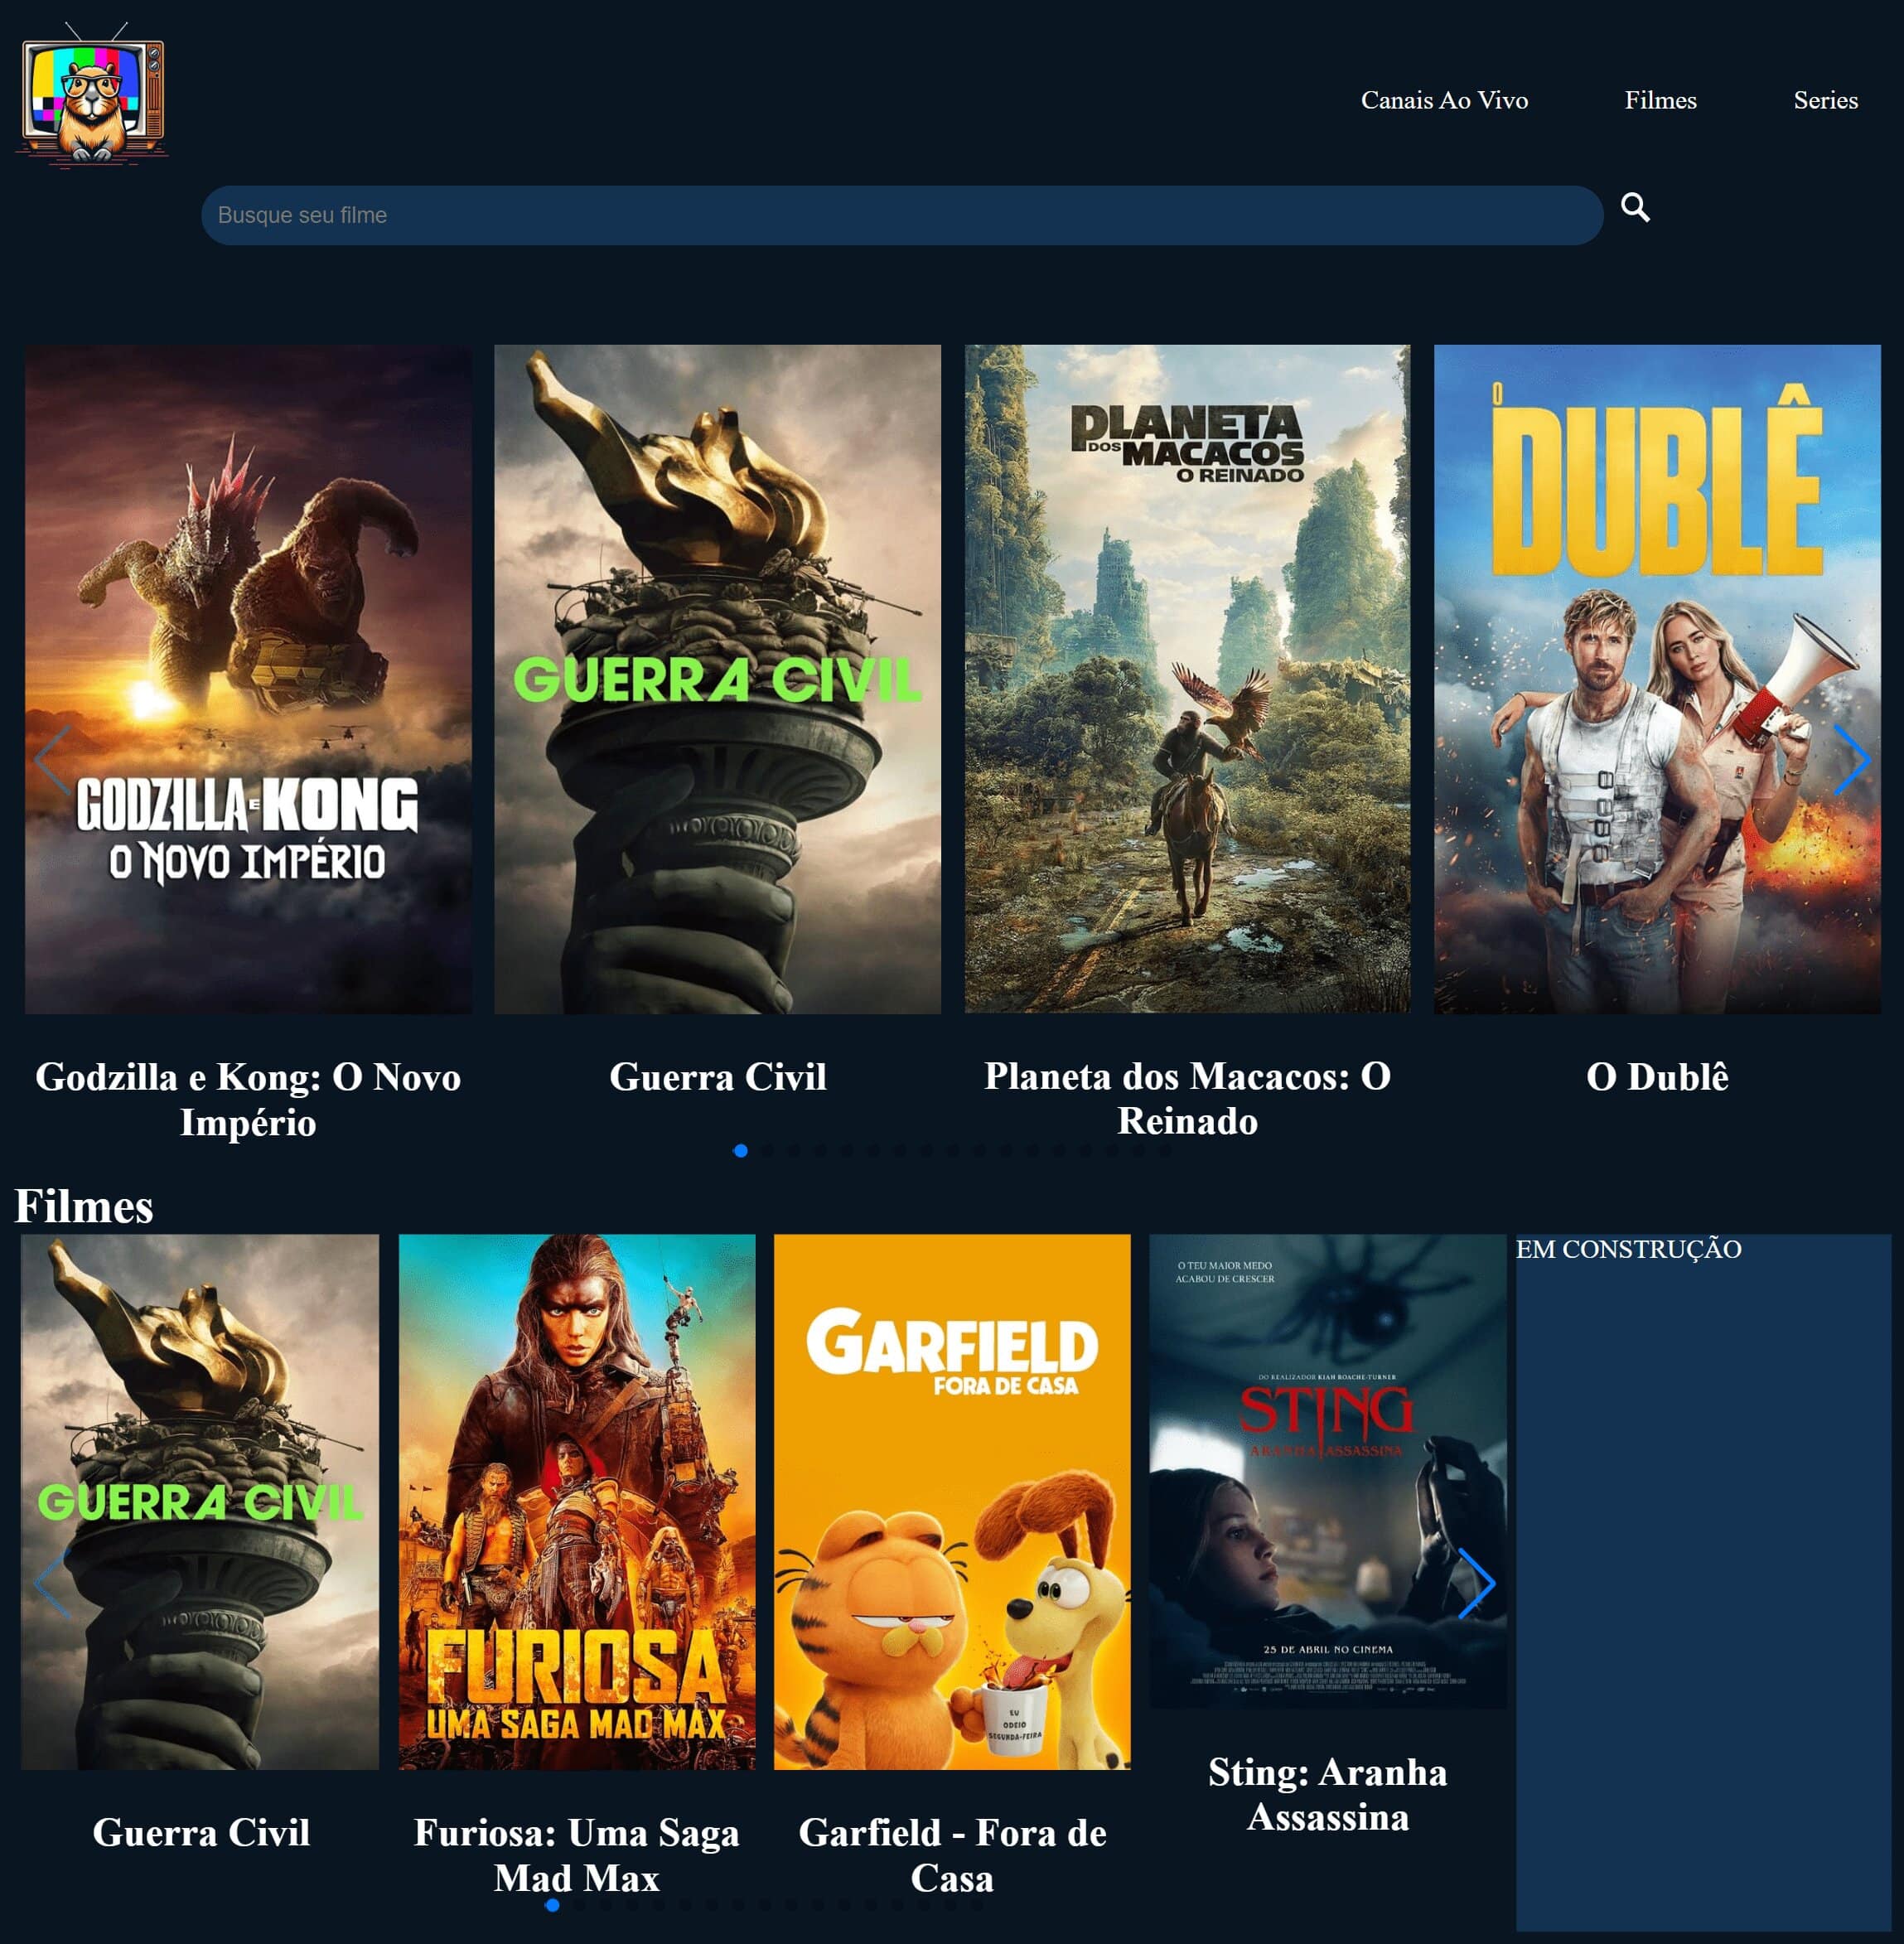 Canais Ao Vivo
Filmes
Series
Busque seu filme
GODZILLA E KONG
O NOVO IMPÉRIO
GUERRA CIVIL
PLANETA
DOS MACACOS
O REINADO
O
DUBLÊ
Godzilla e Kong: O Novo
Império
Guerra Civil
Planeta dos Macacos: O
Reinado
O Dublê
Filmes
GUERRA CIVIL
FURIOSA
UMA SAGA MAD MAX
GARFIELD
FORA DE CASA
EU
ODEIO
SEGUNDA-FEIRA
O TEU MAIOR MEDO
ACABOU DE CRESCER
DO REALIZADOR KIAH ROACHE-TURNER
STING
ARANHA ASSASSINA
25 DE ABRIL NO CINEMA
EM CONSTRUÇÃO
Guerra Civil
Furiosa: Uma Saga
Mad Max
Garfield - Fora de
Casa
Sting: Aranha
Assassina